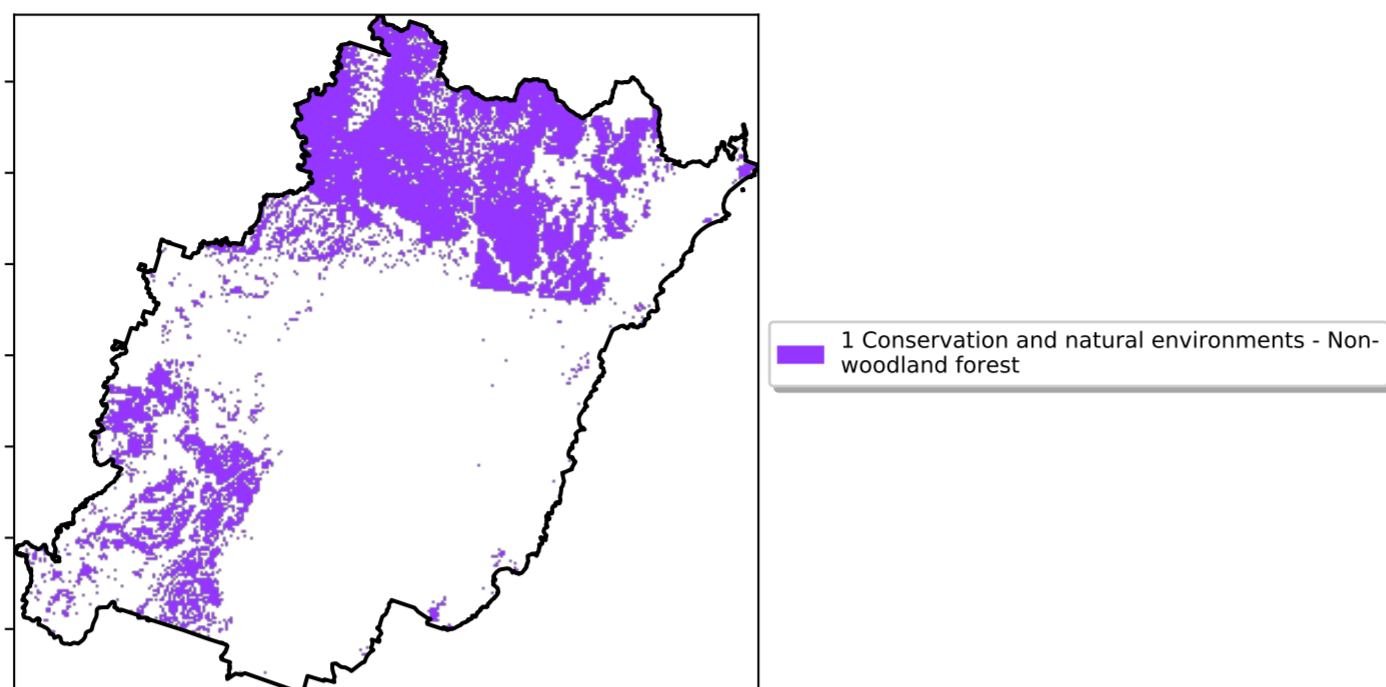 1 Conservation and natural environments - Non-
woodland forest